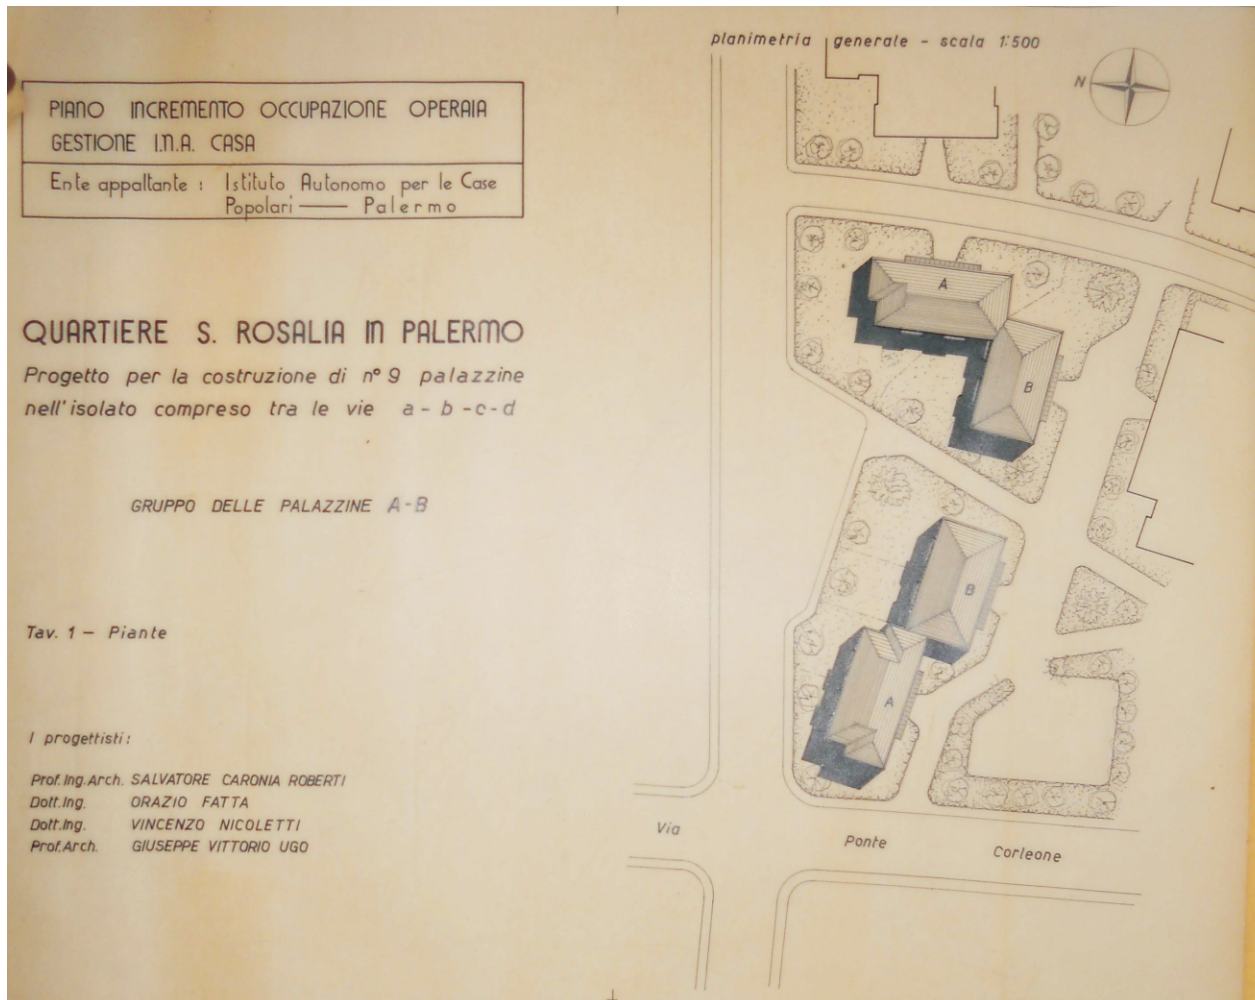 planimetria generale - scala 1:500
N
PIANO INCREMENTO OCCUPAZIONE OPERAIA
GESTIONE I.N.A. CASA
Ente appaltante : Istituto Autonomo per le Case
Popolari — Palermo
QUARTIERE S. ROSALIA IN PALERMO
Progetto per la costruzione di n° 9 palazzine
nell'isolato compreso tra le vie a-b-c-d
GRUPPO DELLE PALAZZINE A-B
Tav. 1 - Piante
I progettisti:
Prof. Ing. Arch. SALVATORE CARONIA ROBERTI
Dott. Ing. ORAZIO FATTA
Dott. Ing. VINCENZO NICOLETTI
Prof. Arch. GIUSEPPE VITTORIO UGO
A
B
B
A
Via Ponte Corleone